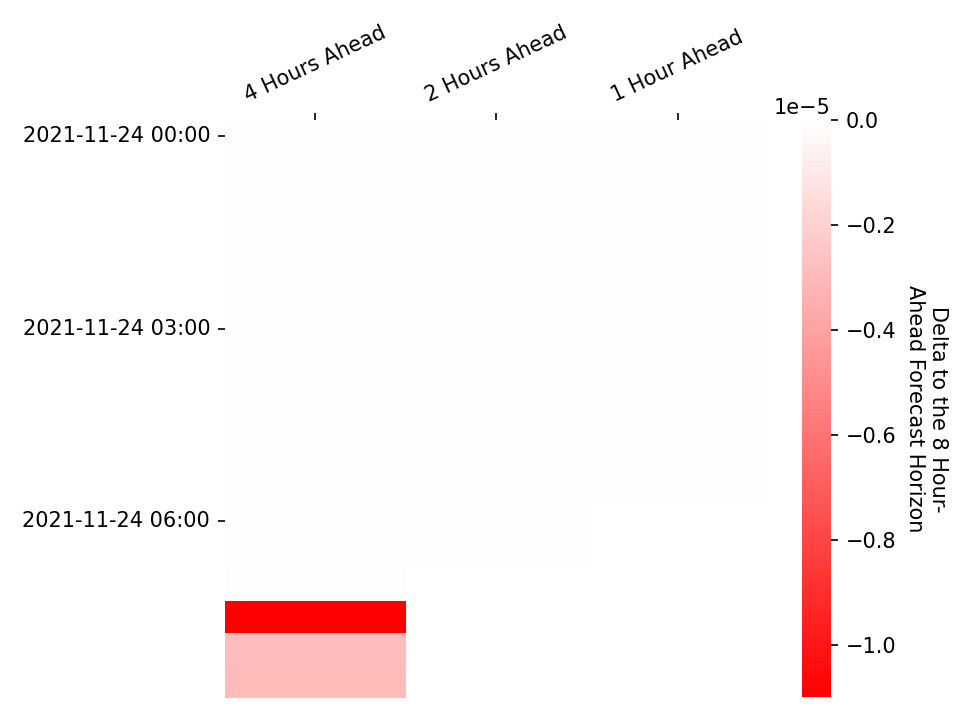 4 Hours Ahead
2 Hours Ahead
1 Hour Ahead
2021-11-24 00:00
2021-11-24 03:00
2021-11-24 06:00
1e−5
0.0
−0.2
−0.4
−0.6
−0.8
−1.0
Delta to the 8 Hour-
Ahead Forecast Horizon